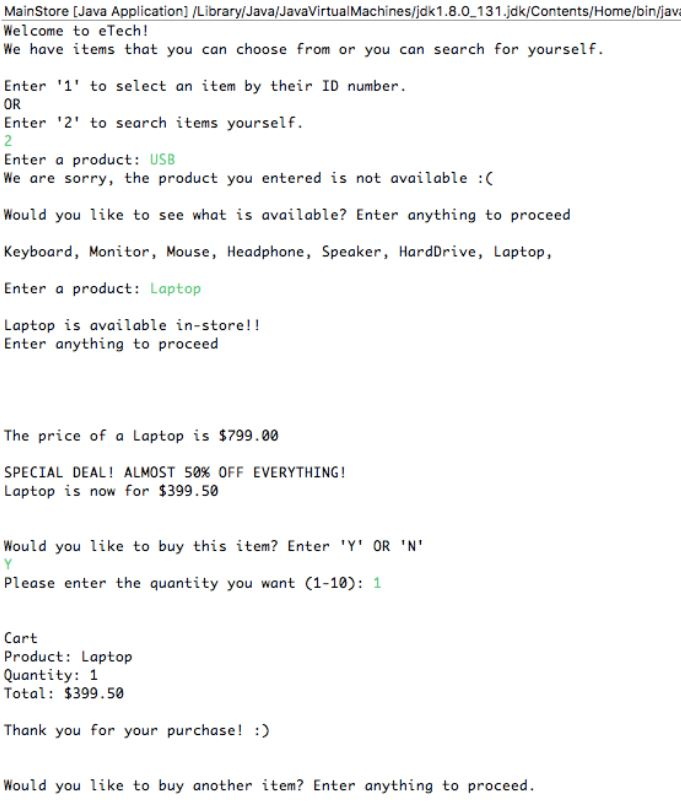 MainStore [Java Application] /Library/Java/JavaVirtualMachines/jdk1.8.0_131.jdk/Contents/Home/bin/java
Welcome to eTech!
We have items that you can choose from or you can search for yourself.
Enter '1' to select an item by their ID number.
OR
Enter '2' to search items yourself.
2
Enter a product: USB
We are sorry, the product you entered is not available :(
Would you like to see what is available? Enter anything to proceed
Keyboard, Monitor, Mouse, Headphone, Speaker, HardDrive, Laptop,
Enter a product: Laptop
Laptop is available in-store!!
Enter anything to proceed
The price of a Laptop is $799.00
SPECIAL DEAL! ALMOST 50% OFF EVERYTHING!
Laptop is now for $399.50
Would you like to buy this item? Enter 'Y' OR 'N'
Y
Please enter the quantity you want (1-10): 1
Cart
Product: Laptop
Quantity: 1
Total: $399.50
Thank you for your purchase! :)
Would you like to buy another item? Enter anything to proceed.